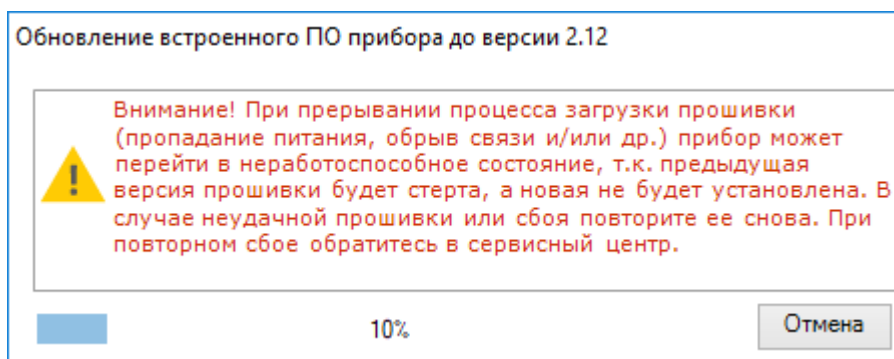 Обновление встроенного ПО прибора до версии 2.12
Внимание! При прерывании процесса загрузки прошивки
(пропадание питания, обрыв связи и/или др.) прибор может
перейти в неработоспособное состояние, т.к. предыдущая
версия прошивки будет стерта, а новая не будет установлена. В
случае неудачной прошивки или сбоя повторите ее снова. При
повторном сбое обратитесь в сервисный центр.
10%
Отмена